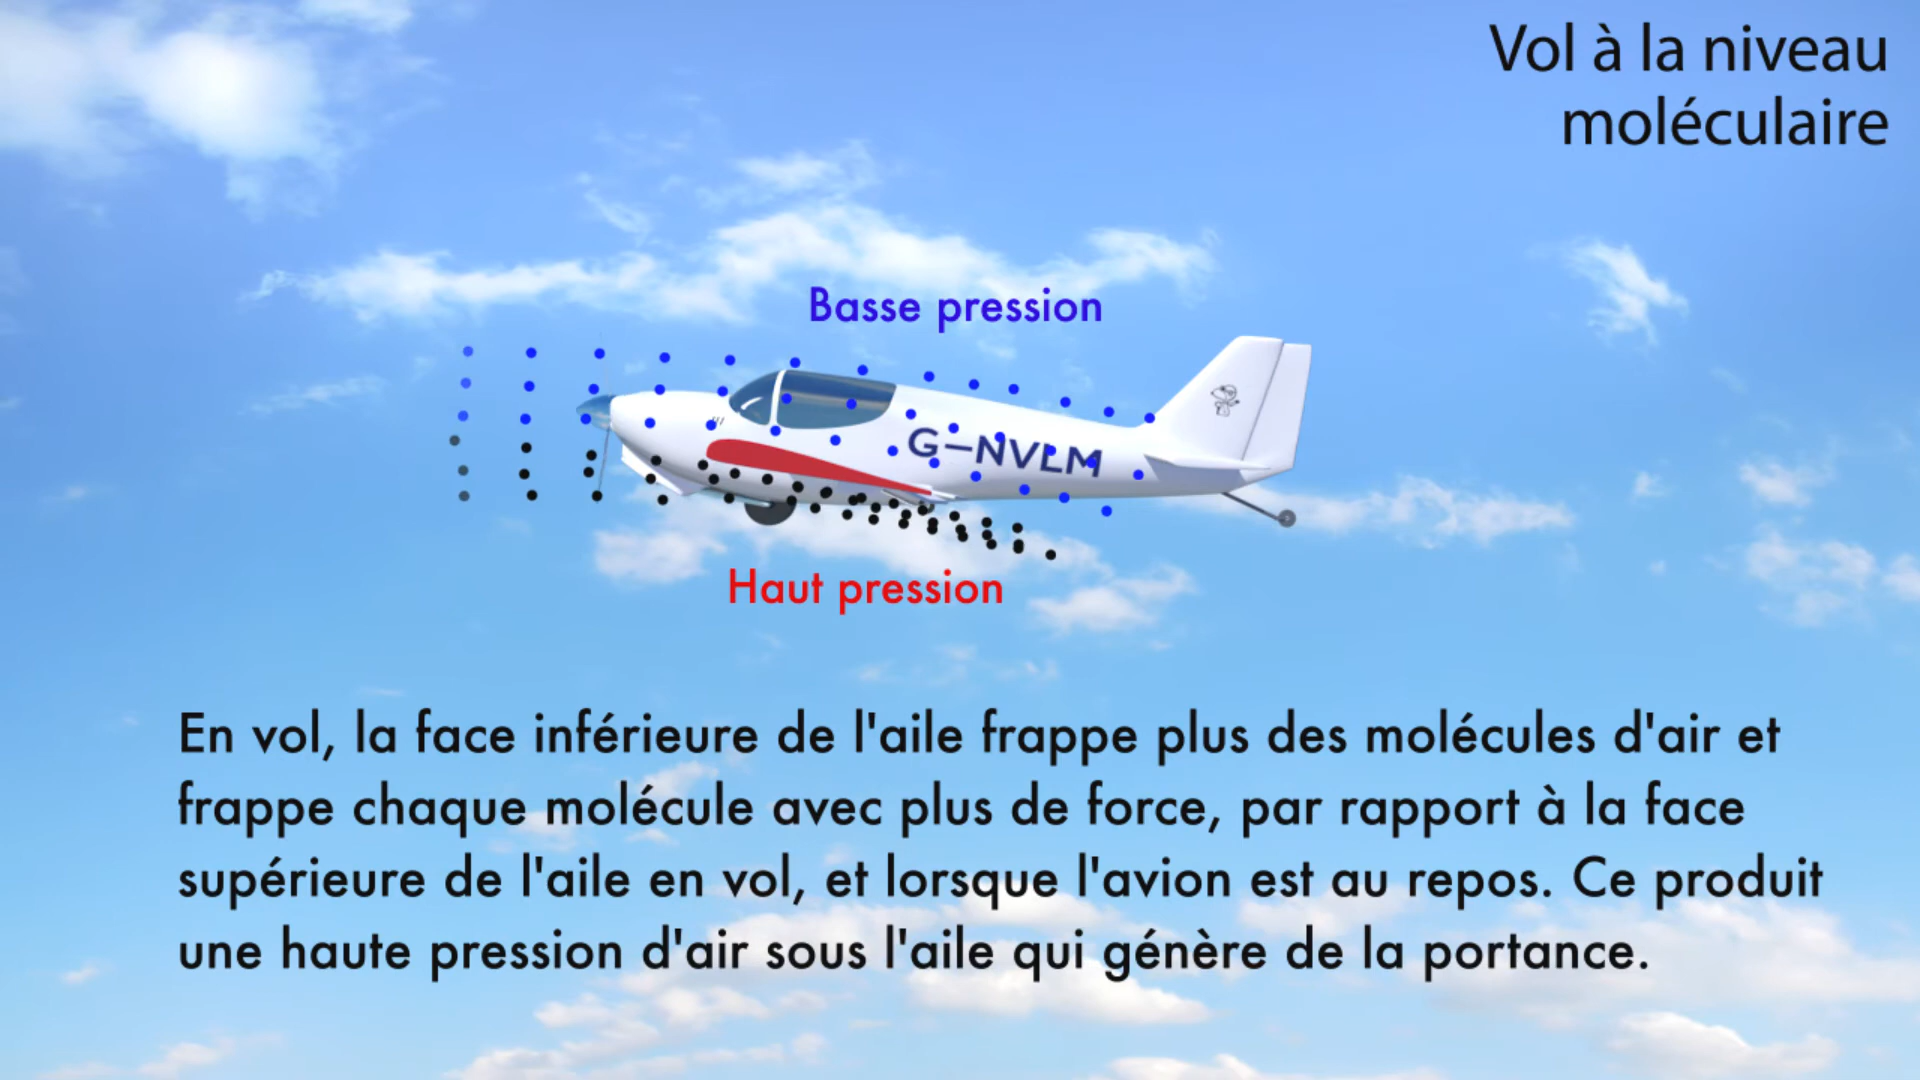 Vol à la niveau
moléculaire
Basse pression
G-NVLM
Haut pression
En vol, la face inférieure de l'aile frappe plus des molécules d'air et
frappe chaque molécule avec plus de force, par rapport à la face
supérieure de l'aile en vol, et lorsque l'avion est au repos. Ce produit
une haute pression d'air sous l'aile qui génère de la portance.